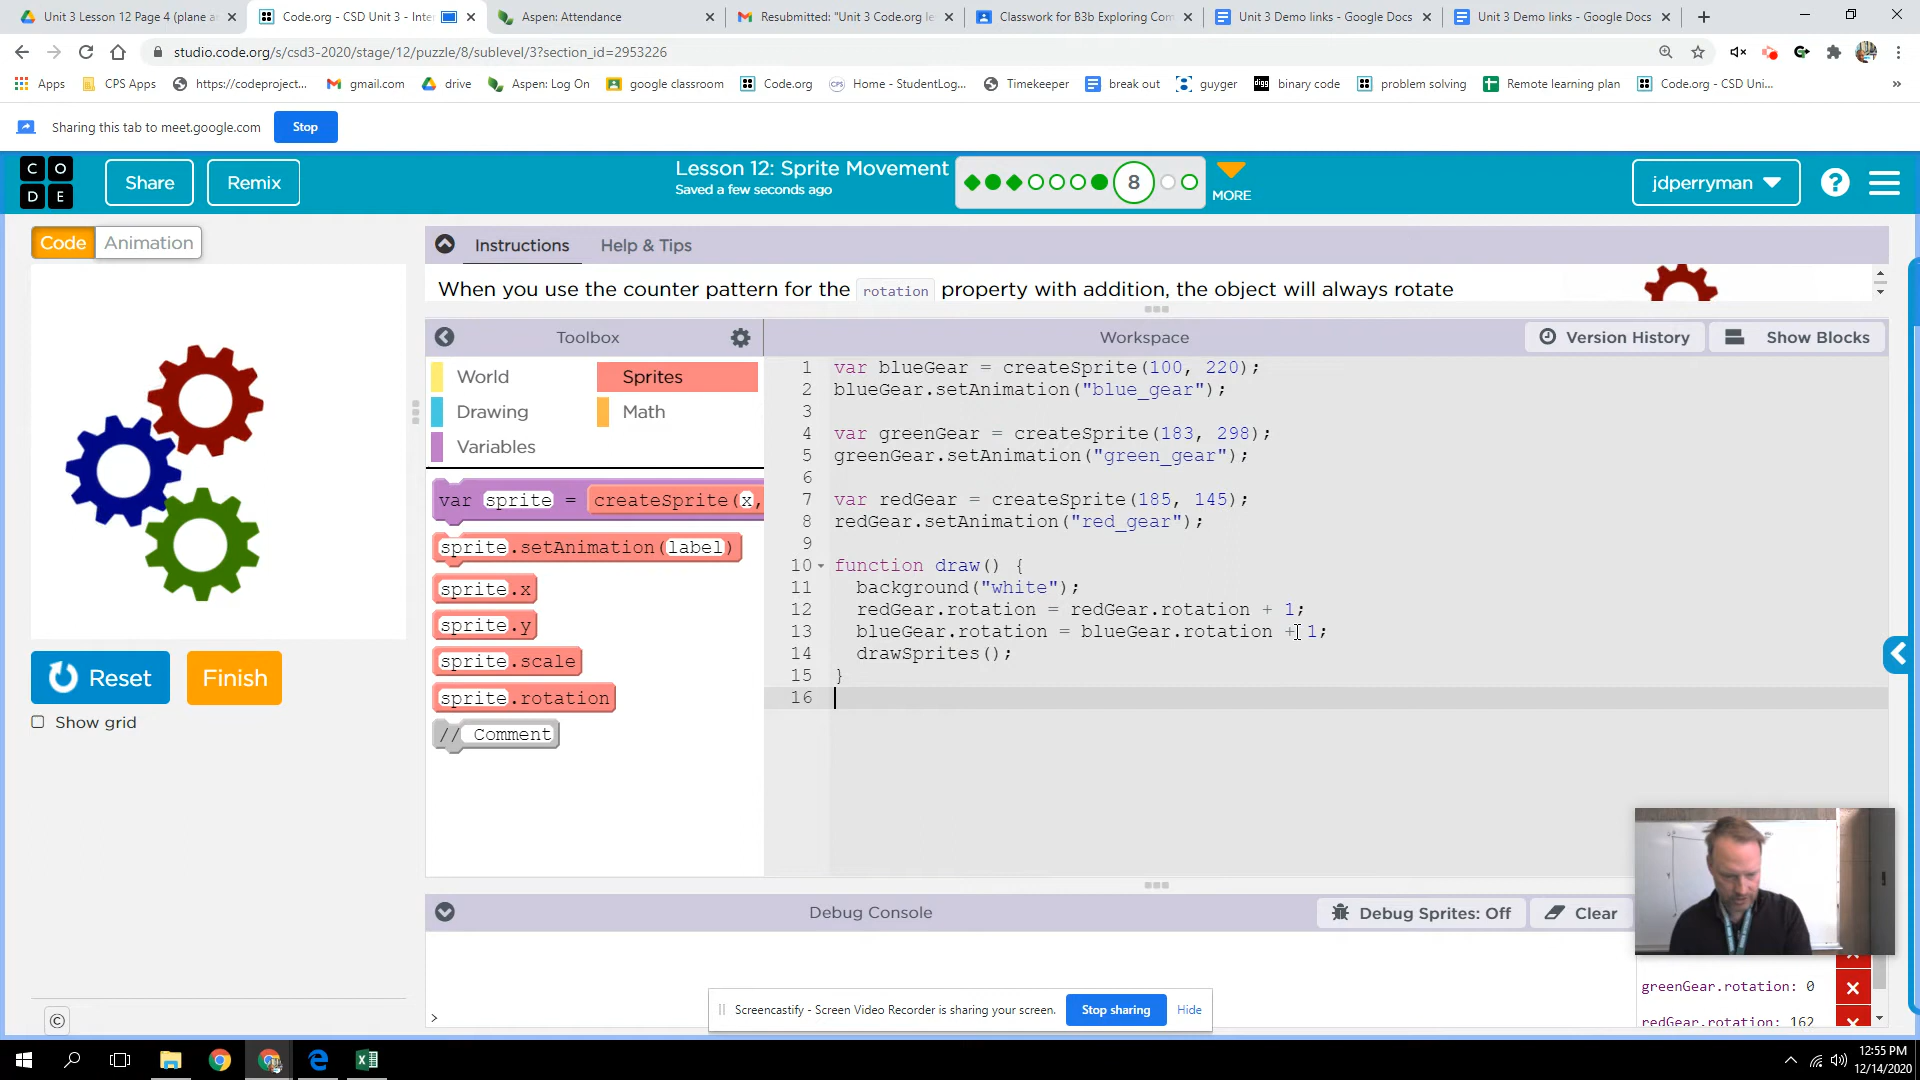 Unit 3 Lesson 12 Page 4 (plane a
Code.org - CSD Unit 3 - Inter
Aspen: Attendance
Resubmitted: "Unit 3 Code.org le
Classwork for B3b Exploring Com
Unit 3 Demo links - Google Docs
Unit 3 Demo links - Google Docs
studio.code.org/s/csd3-2020/stage/12/puzzle/8/sublevel/3?section_id=2953226
Apps
CPS Apps
https://codeproject...
gmail.com
drive
Aspen: Log On
google classroom
Code.org
CPS
Home - StudentLog...
Timekeeper
break out
guyger
digg
binary code
problem solving
Remote learning plan
Code.org - CSD Uni...
Sharing this tab to meet.google.com
Stop
C O
D E
Share
Remix
Lesson 12: Sprite Movement
Saved a few seconds ago
8
MORE
jdperryman
?
Code
Animation
Instructions
Help & Tips
When you use the counter pattern for the rotation property with addition, the object will always rotate
Toolbox
Workspace
Version History
Show Blocks
World
Sprites
Drawing
Math
Variables
var sprite = createSprite(x,
sprite.setAnimation(label)
sprite.x
sprite.y
sprite.scale
sprite.rotation
// Comment
1 var blueGear = createSprite(100, 220);
2 blueGear.setAnimation("blue_gear");
3
4 var greenGear = createSprite(183, 298);
5 greenGear.setAnimation("green_gear");
6
7 var redGear = createSprite(185, 145);
8 redGear.setAnimation("red_gear");
9
10 function draw() {
11 background("white");
12 redGear.rotation = redGear.rotation + 1;
13 blueGear.rotation = blueGear.rotation + 1;
14 drawSprites();
15 }
16
Reset
Finish
Show grid
Debug Console
Debug Sprites: Off
Clear
greenGear.rotation: 0
redGear.rotation: 162
>
©
Screencastify - Screen Video Recorder is sharing your screen.
Stop sharing
Hide
12:55 PM
12/14/2020